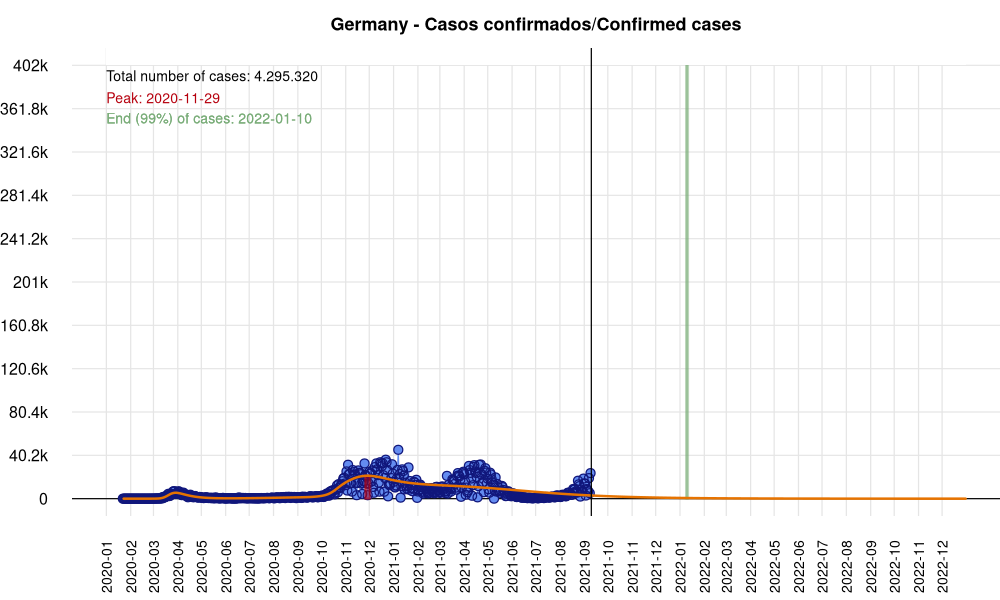 Germany - Casos confirmados/Confirmed cases
402k
Total number of cases: 4.295.320
Peak: 2020-11-29
361.8k
End (99%) of cases: 2022-01-10
321.6k
281.4k
241.2k
201k
160.8k
120.6k
80.4k
40.2k
0
2020-01
2020-02
2020-03
2020-04
2020-05
2020-06
2020-07
2020-08
2020-09
2020-10
2020-11
2020-12
2021-01
2021-02
2021-03
2021-04
2021-05
2021-06
2021-07
2021-08
2021-09
2021-10
2021-11
2021-12
2022-01
2022-02
2022-03
2022-04
2022-05
2022-06
2022-07
2022-08
2022-09
2022-10
2022-11
2022-12